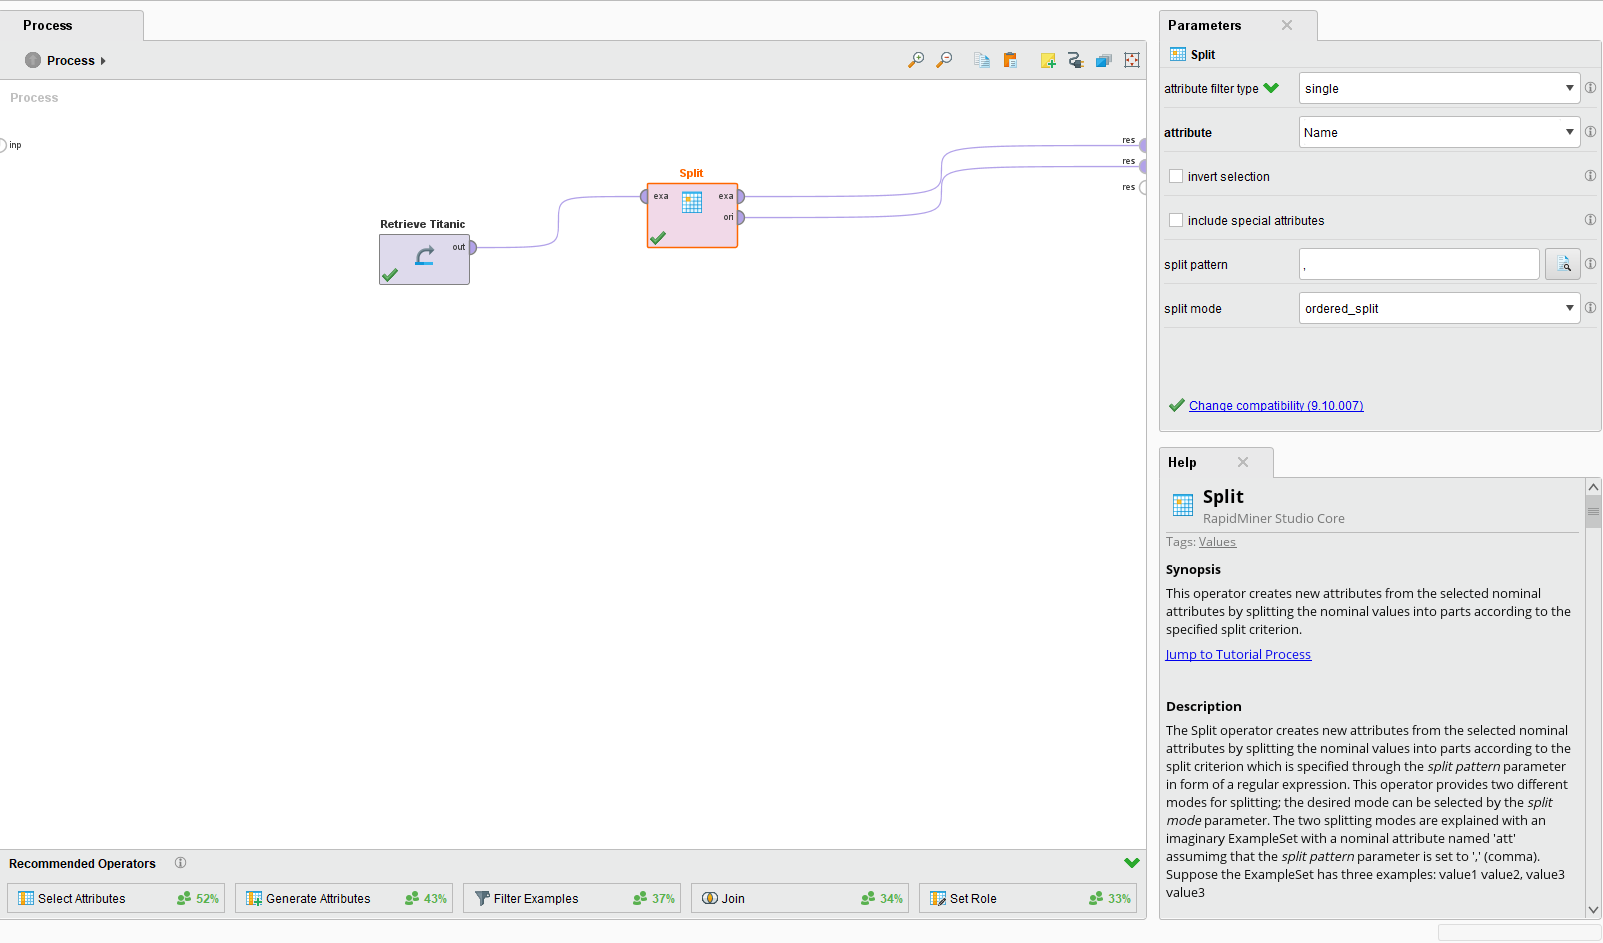 Process
Process
Process
inp
res
res
res
Split
exa
exa
ori
Retrieve Titanic
out
Recommended Operators
Select Attributes 52%
Generate Attributes 43%
Filter Examples 37%
Join 34%
Set Role 33%
Parameters
Split
attribute filter type single
attribute Name
invert selection
include special attributes
split pattern ,
split mode ordered_split
Change compatibility (9.10.007)
Help
Split
RapidMiner Studio Core
Tags: Values
Synopsis
This operator creates new attributes from the selected nominal
attributes by splitting the nominal values into parts according to the
specified split criterion.
Jump to Tutorial Process
Description
The Split operator creates new attributes from the selected nominal
attributes by splitting the nominal values into parts according to the
split criterion which is specified through the split pattern parameter
in form of a regular expression. This operator provides two different
modes for splitting; the desired mode can be selected by the split
mode parameter. The two splitting modes are explained with an
imaginary ExampleSet with a nominal attribute named 'att'
assumimg that the split pattern parameter is set to ',' (comma).
Suppose the ExampleSet has three examples: value1 value2, value3
value3